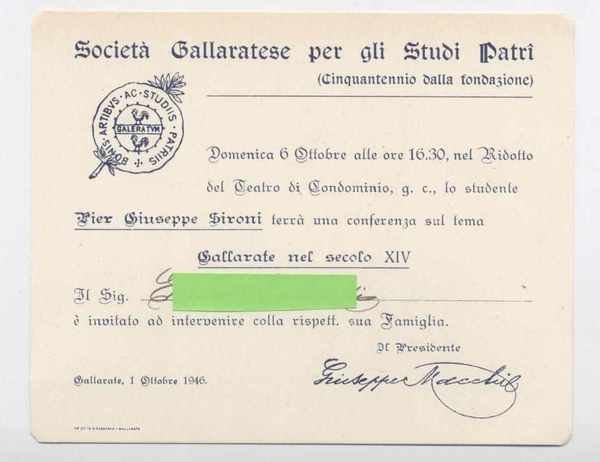 Società Gallaratese per gli Studi Patrî
(Cinquantennio dalla fondazione)
BONIS·ARTIBVS·AC·STUDIIS·PATRIIS
GALERATVM
Domenica 6 Ottobre alle ore 16.30, nel Ridotto
del Teatro di Condominio, g. c., lo studente
Pier Giuseppe Sironi terrà una conferenza sul tema
Gallarate nel secolo XIV
Il Sig.
è invitato ad intervenire colla rispett. sua Famiglia.
Il Presidente
Giuseppe Macchi
Gallarate, 1 Ottobre 1946.